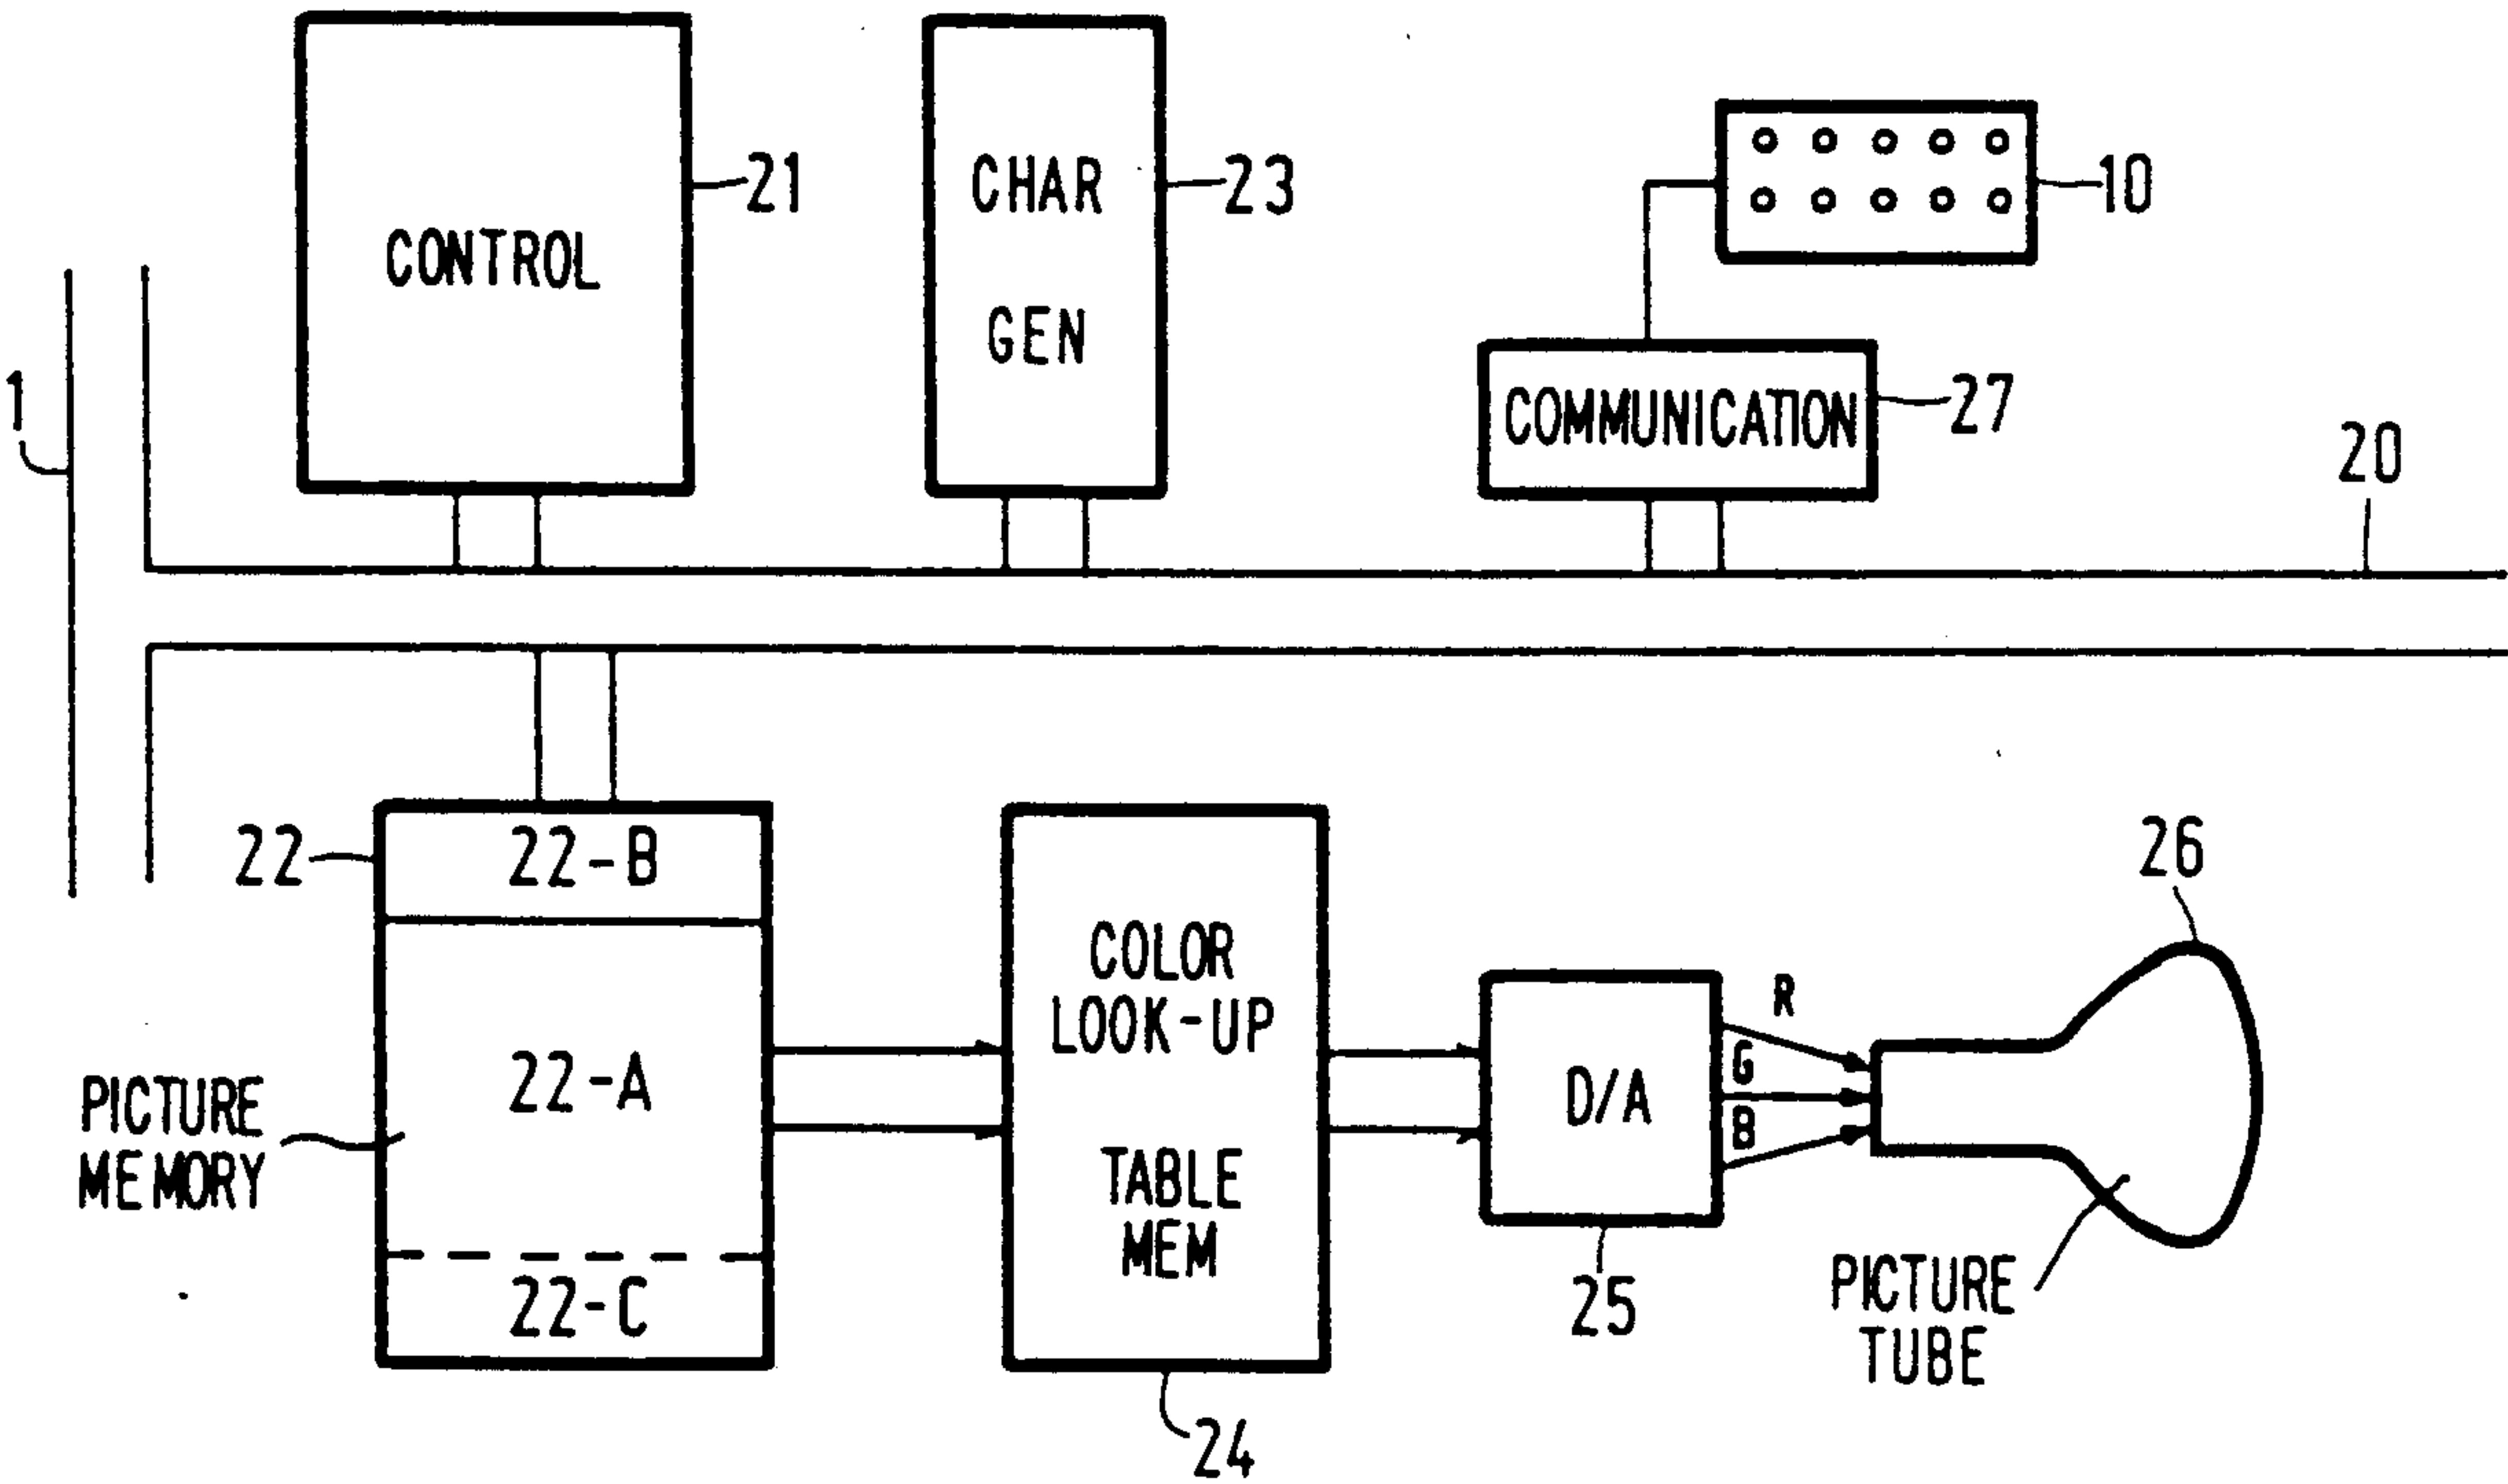 CONTROL
21
CHAR
GEN
23
10
COMMUNICATION
27
1
20
22
22-B
22-A
22-C
PICTURE
MEMORY
COLOR
LOOK-UP
TABLE
MEM
24
D/A
25
R
G
B
26
PICTURE
TUBE